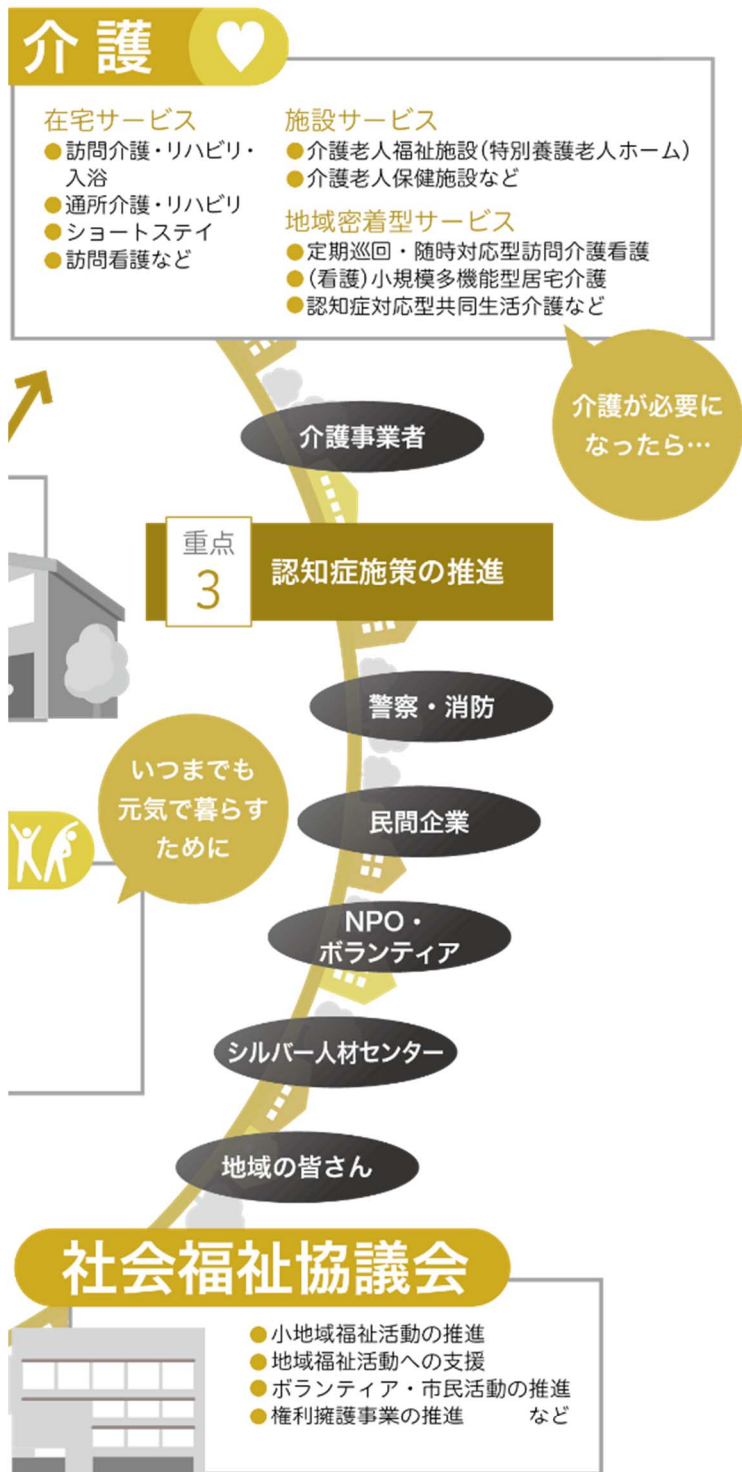 介護
在宅サービス
●訪問介護・リハビリ・
入浴
●通所介護・リハビリ
●ショートステイ
●訪問看護など
施設サービス
●介護老人福祉施設(特別養護老人ホーム)
●介護老人保健施設など
地域密着型サービス
●定期巡回・随時対応型訪問介護看護
●(看護)小規模多機能型居宅介護
●認知症対応型共同生活介護など
介護が必要に
なったら…
介護事業者
重点
3
認知症施策の推進
警察・消防
いつまでも
元気で暮らす
ために
民間企業
NPO・
ボランティア
シルバー人材センター
地域の皆さん
社会福祉協議会
●小地域福祉活動の推進
●地域福祉活動への支援
●ボランティア・市民活動の推進
●権利擁護事業の推進 など